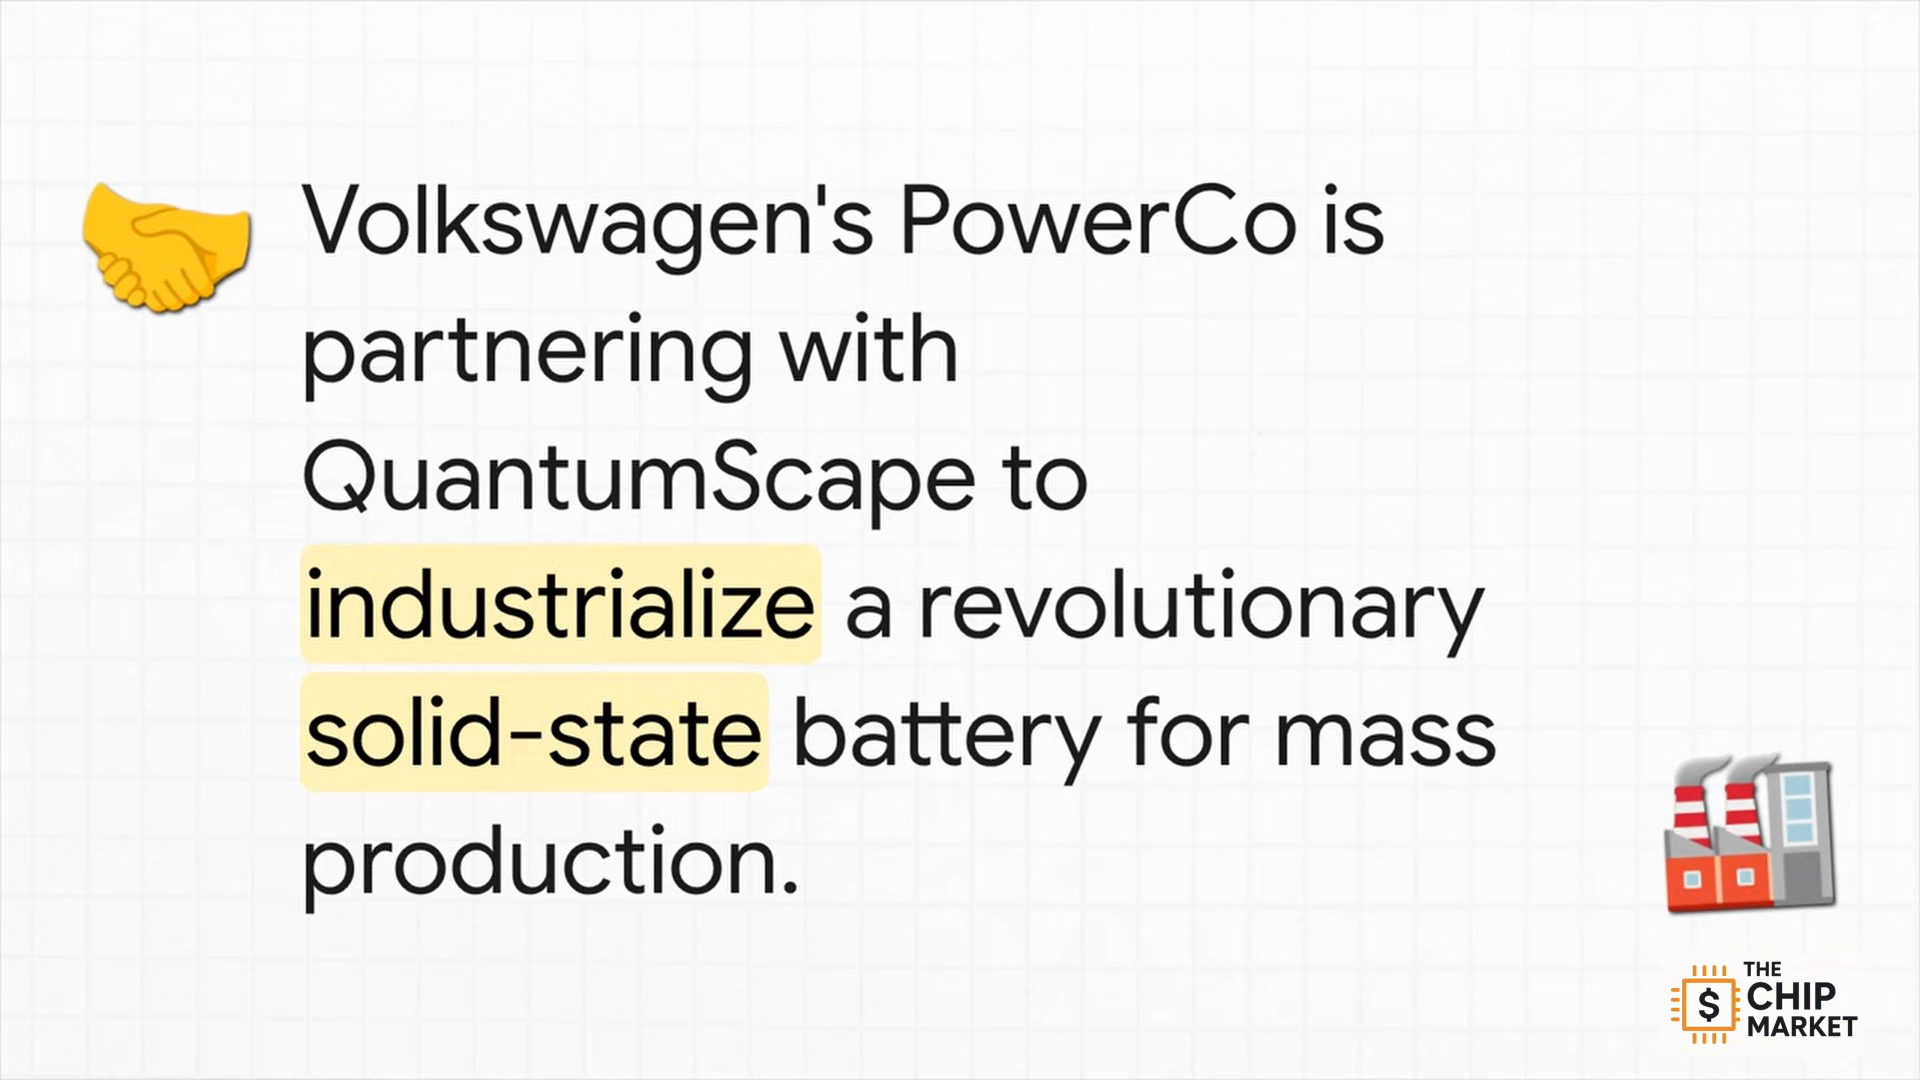 Volkswagen's PowerCo is
partnering with
QuantumScape to
industrialize a revolutionary
solid-state battery for mass
production.
$
THE
CHIP
MARKET